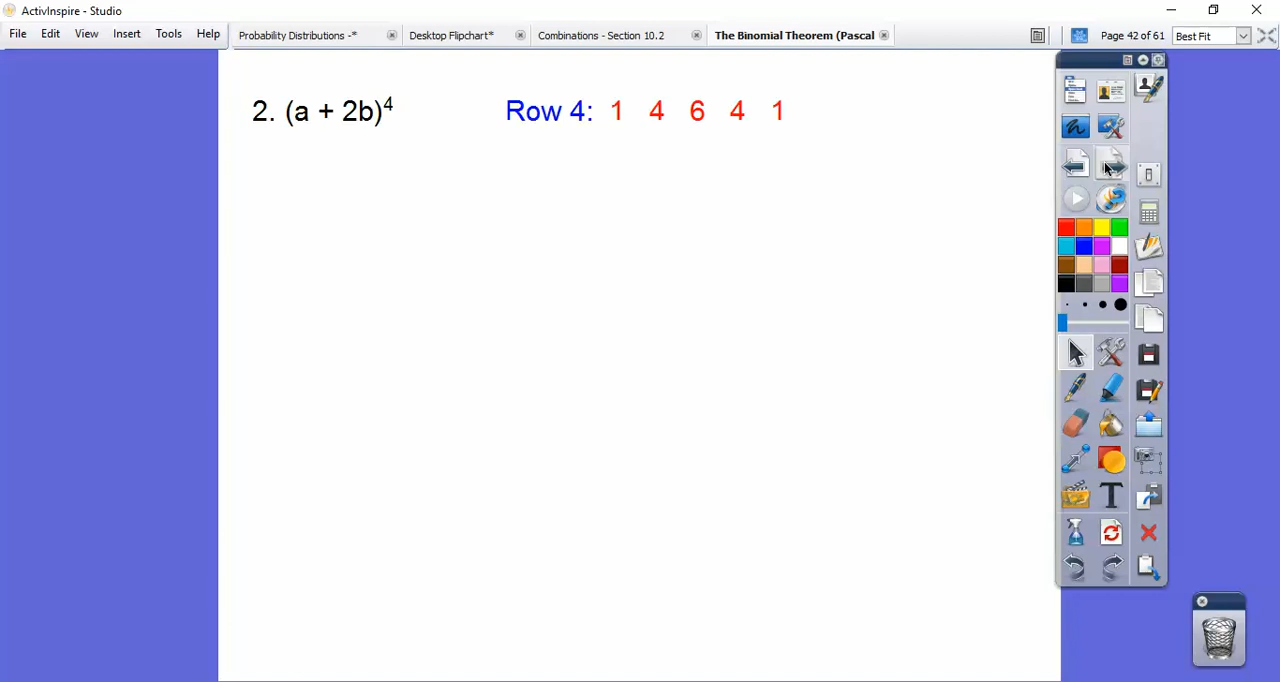 ActivInspire - Studio
File Edit View Insert Tools Help
Probability Distributions -* Desktop Flipchart* Combinations - Section 10.2 The Binomial Theorem (Pascal Page 42 of 61 Best Fit
2. (a + 2b)⁴ Row 4: 1 4 6 4 1